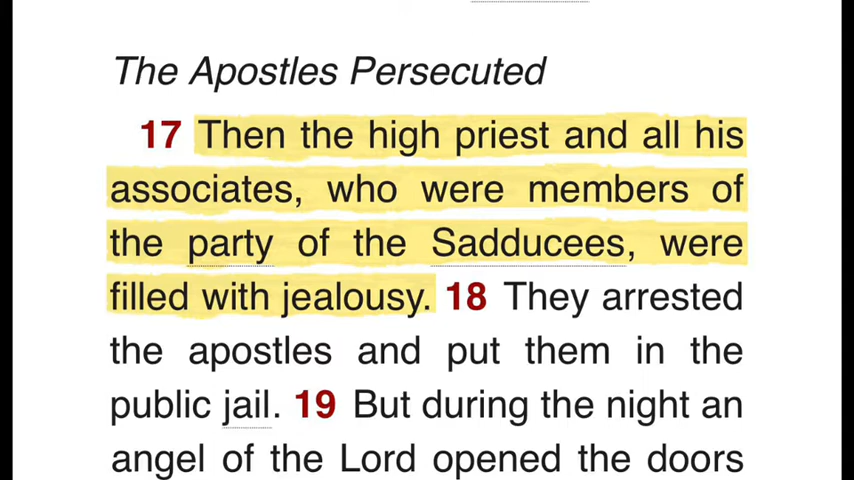 The Apostles Persecuted
17 Then the high priest and all his
associates, who were members of
the party of the Sadducees, were
filled with jealousy. 18 They arrested
the apostles and put them in the
public jail. 19 But during the night an
angel of the Lord opened the doors